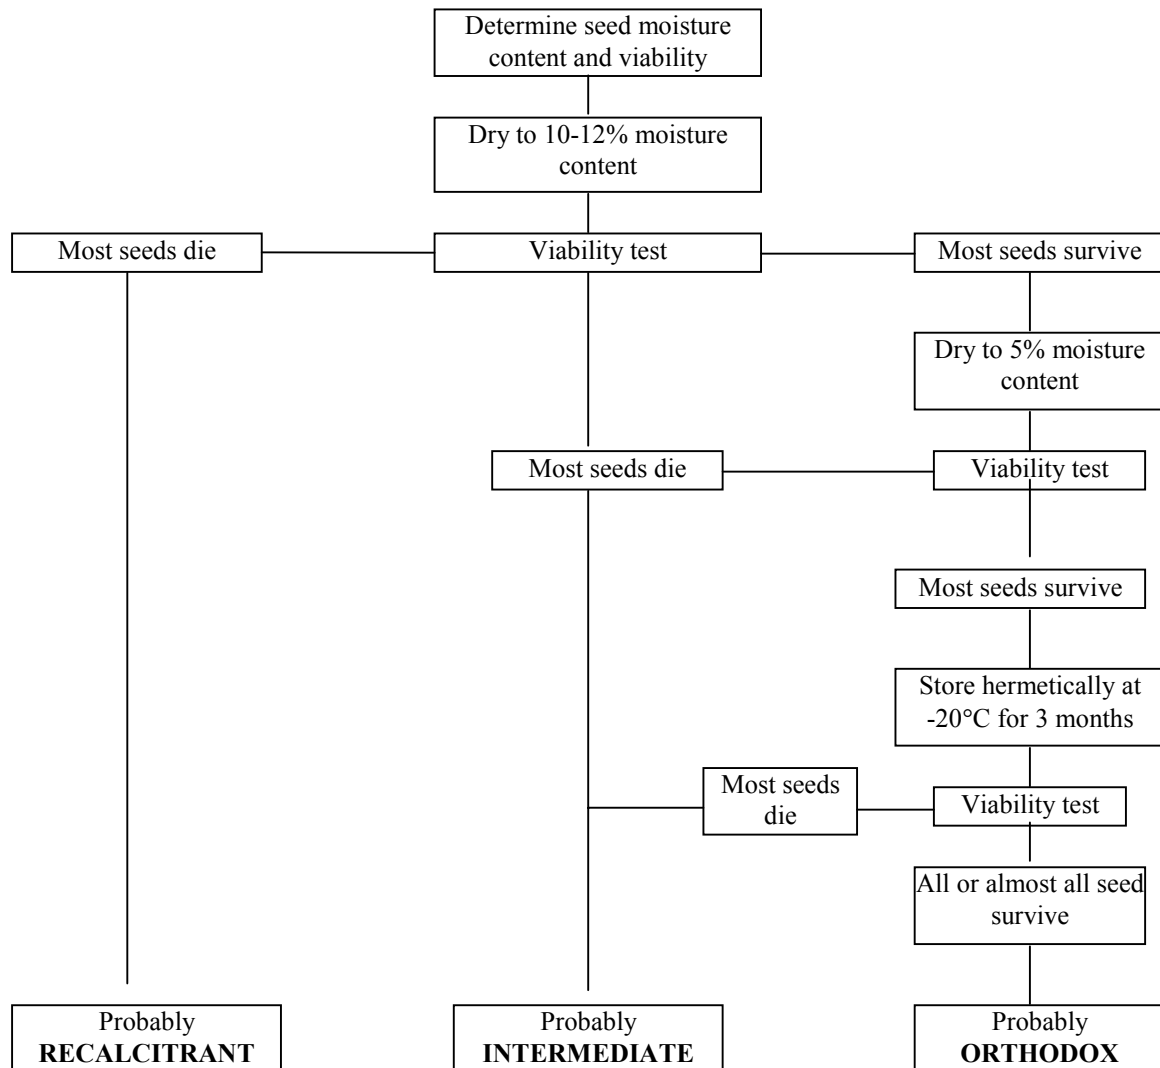 Determine seed moisture
content and viability
Dry to 10-12% moisture
content
Most seeds die
Viability test
Most seeds survive
Dry to 5% moisture
content
Most seeds die
Viability test
Most seeds survive
Store hermetically at
-20°C for 3 months
Most seeds
die
Viability test
All or almost all seed
survive
Probably
RECALCITRANT
Probably
INTERMEDIATE
Probably
ORTHODOX